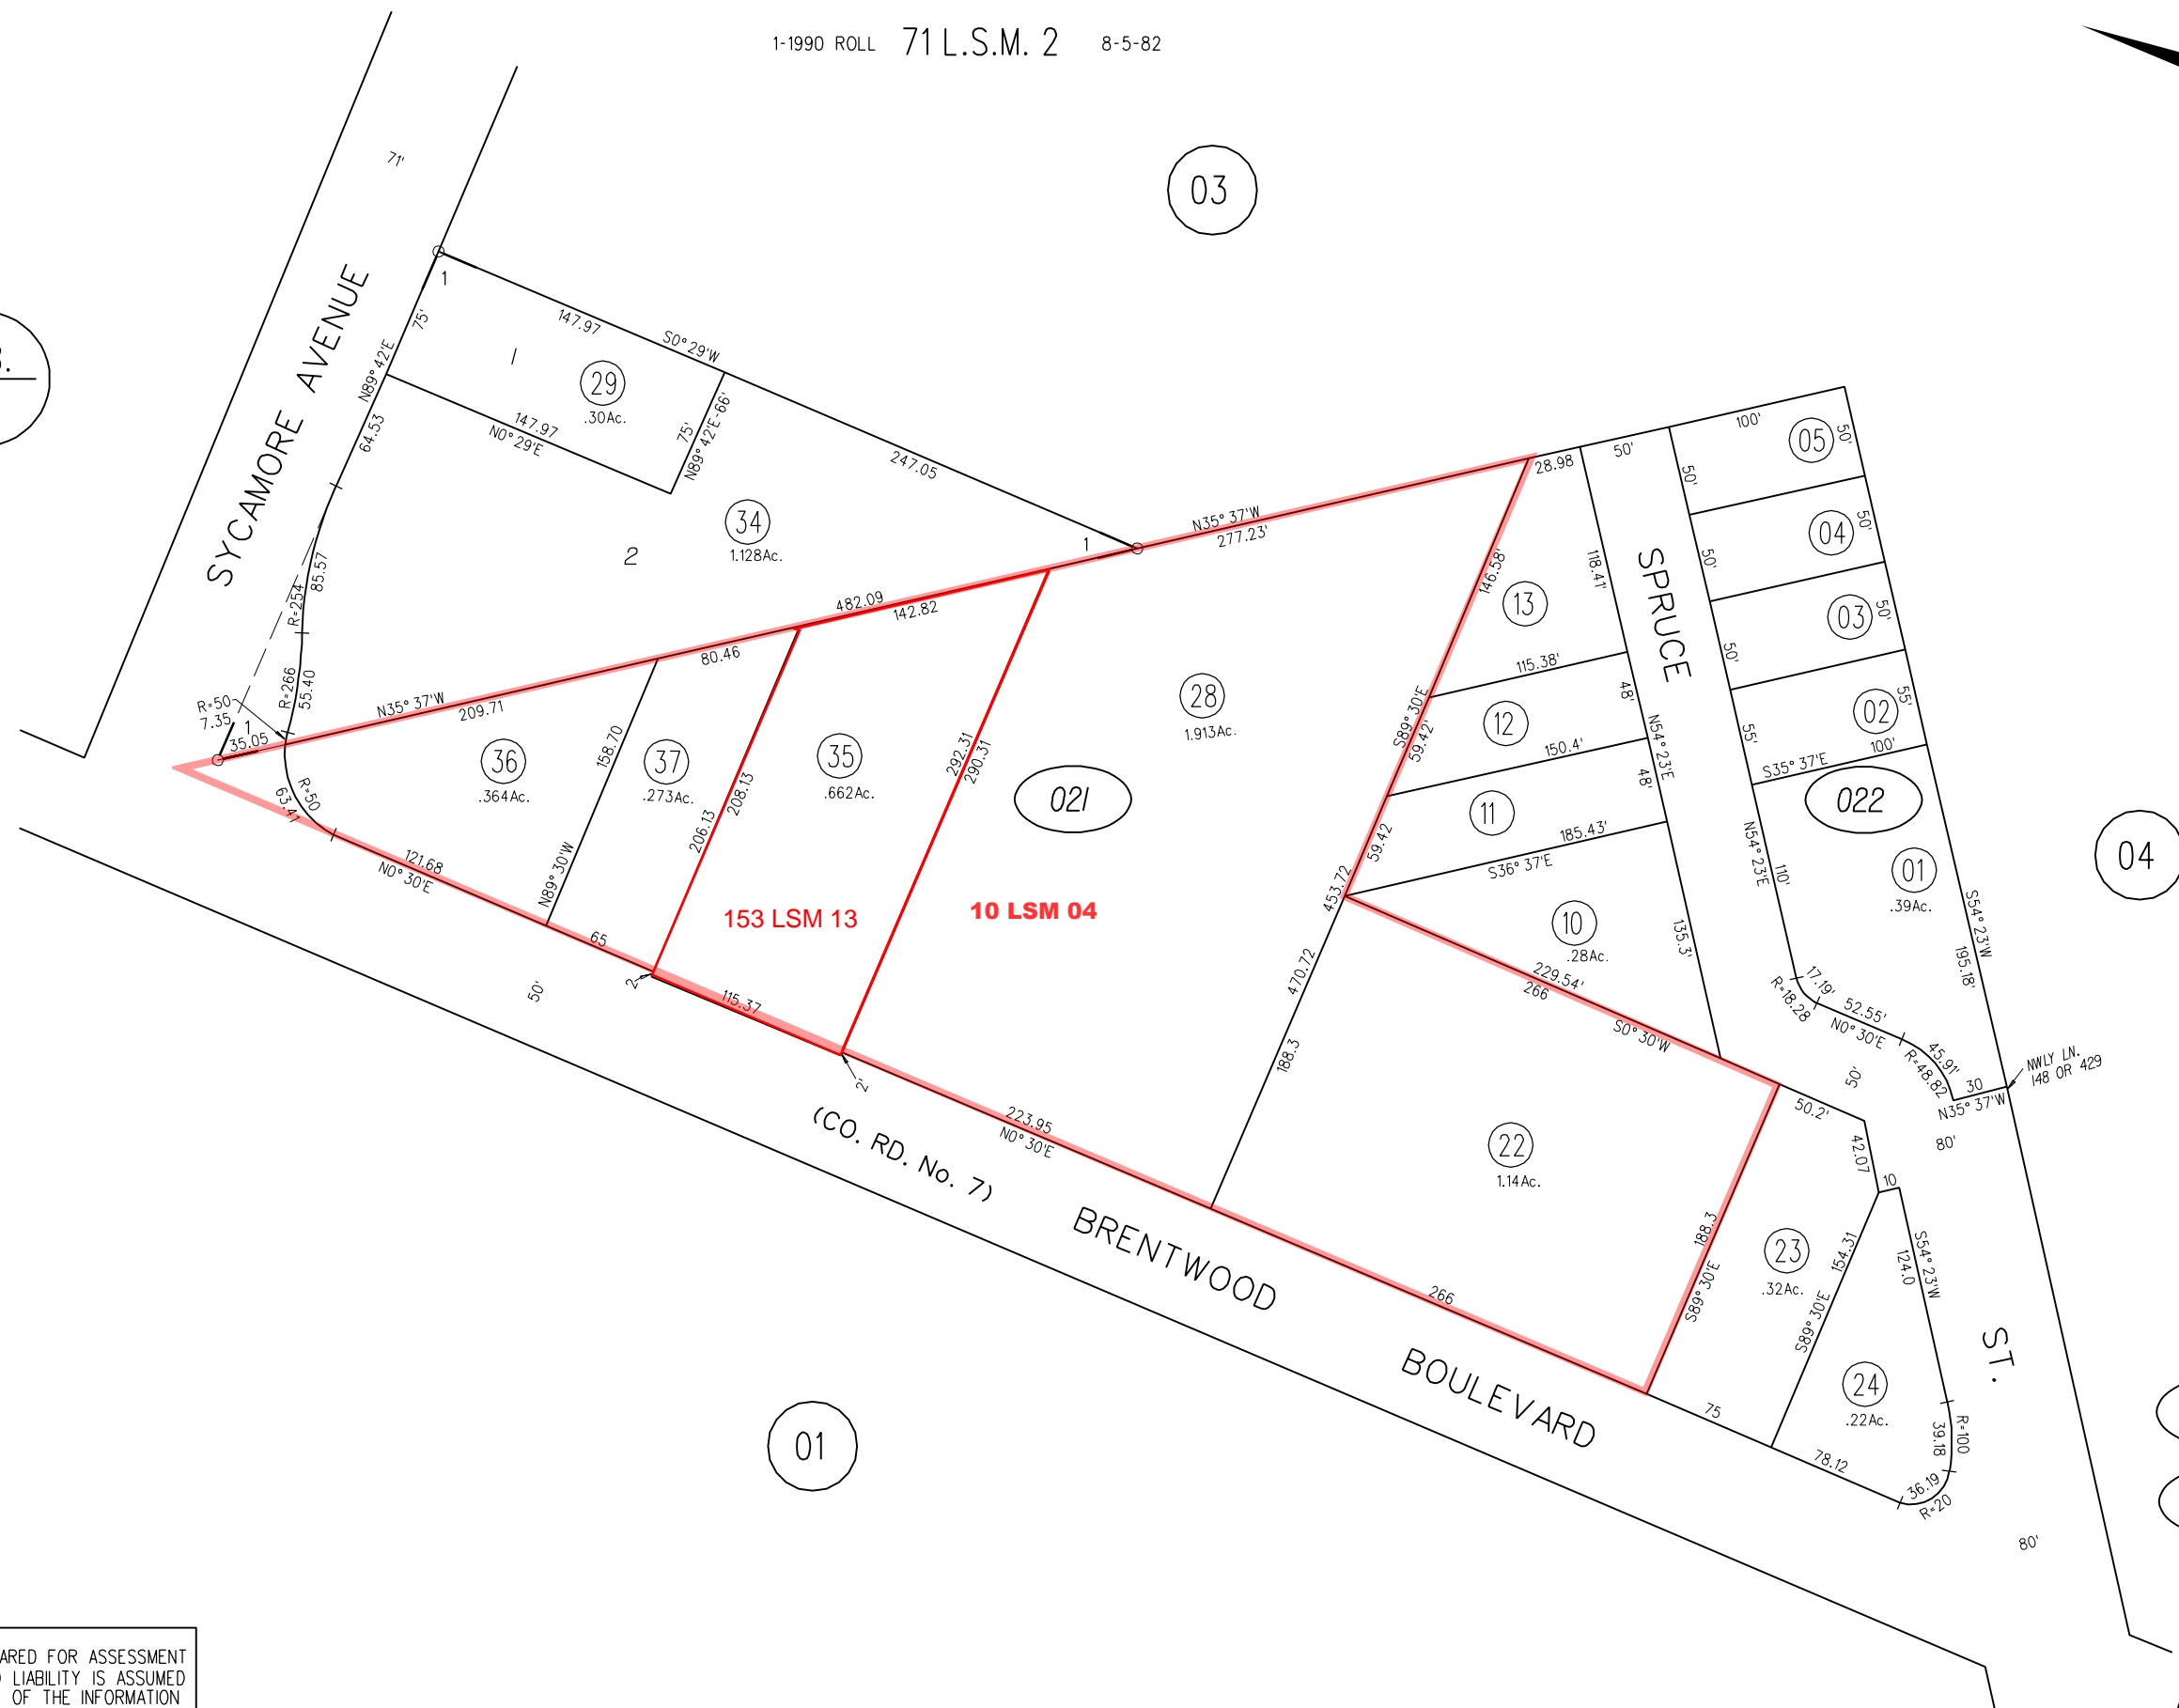 1-1990 ROLL 71 L.S.M. 2 8-5-82
71'
03
SYCAMORE AVENUE
1
75'
N89°42'E
64.53
147.97
S0°29'W
1
29
.30Ac.
147.97
N0°29'E
75'
N89°42'E-66'
247.05
34
1.128Ac.
2
R=254
85.57
R=266
55.40
R=50
7.35
1
35.05
N35°37'W
209.71
80.46
482.09
142.82
1
N35°37'W
277.23'
28.98
50'
100'
05
50'
50'
04
50'
50'
03
50'
50'
02
55'
55'
S35°37'E
100'
022
SPRUCE
118.41'
146.58'
13
115.38'
48'
12
S89°30'E
59.42'
150.4'
N54°23'E
48'
11
59.42
185.43'
S36°37'E
453.72
10
.28Ac.
135.3'
229.54'
266
S0°30'W
N54°23'E
110'
01
.39Ac.
S54°23'W
195.18'
04
17.19'
R=18.28
52.55'
N0°30'E
45.91'
R=48.82
30
N35°37'W
NWLY LN.
148 OR 429
50'
80'
36
.364Ac.
158.70
N89°30'W
37
.273Ac.
206.13
208.13
35
.662Ac.
292.31
290.31
28
1.913Ac.
021
153 LSM 13
10 LSM 04
R=50
63.47
121.68
N0°30'E
65
2'
50'
115.37
2'
223.95
N0°30'E
470.72
188.3
22
1.14Ac.
266
188.3
S89°30'E
50.2'
42.07
10
23
.32Ac.
154.31
S89°30'E
S54°23'W
124.0
24
.22Ac.
75
78.12
R=100
39.18
36.19
R=20
ST.
80'
(CO. RD. No. 7)
BRENTWOOD
BOULEVARD
01
ARED FOR ASSESSMENT
LIABILITY IS ASSUMED
OF THE INFORMATION